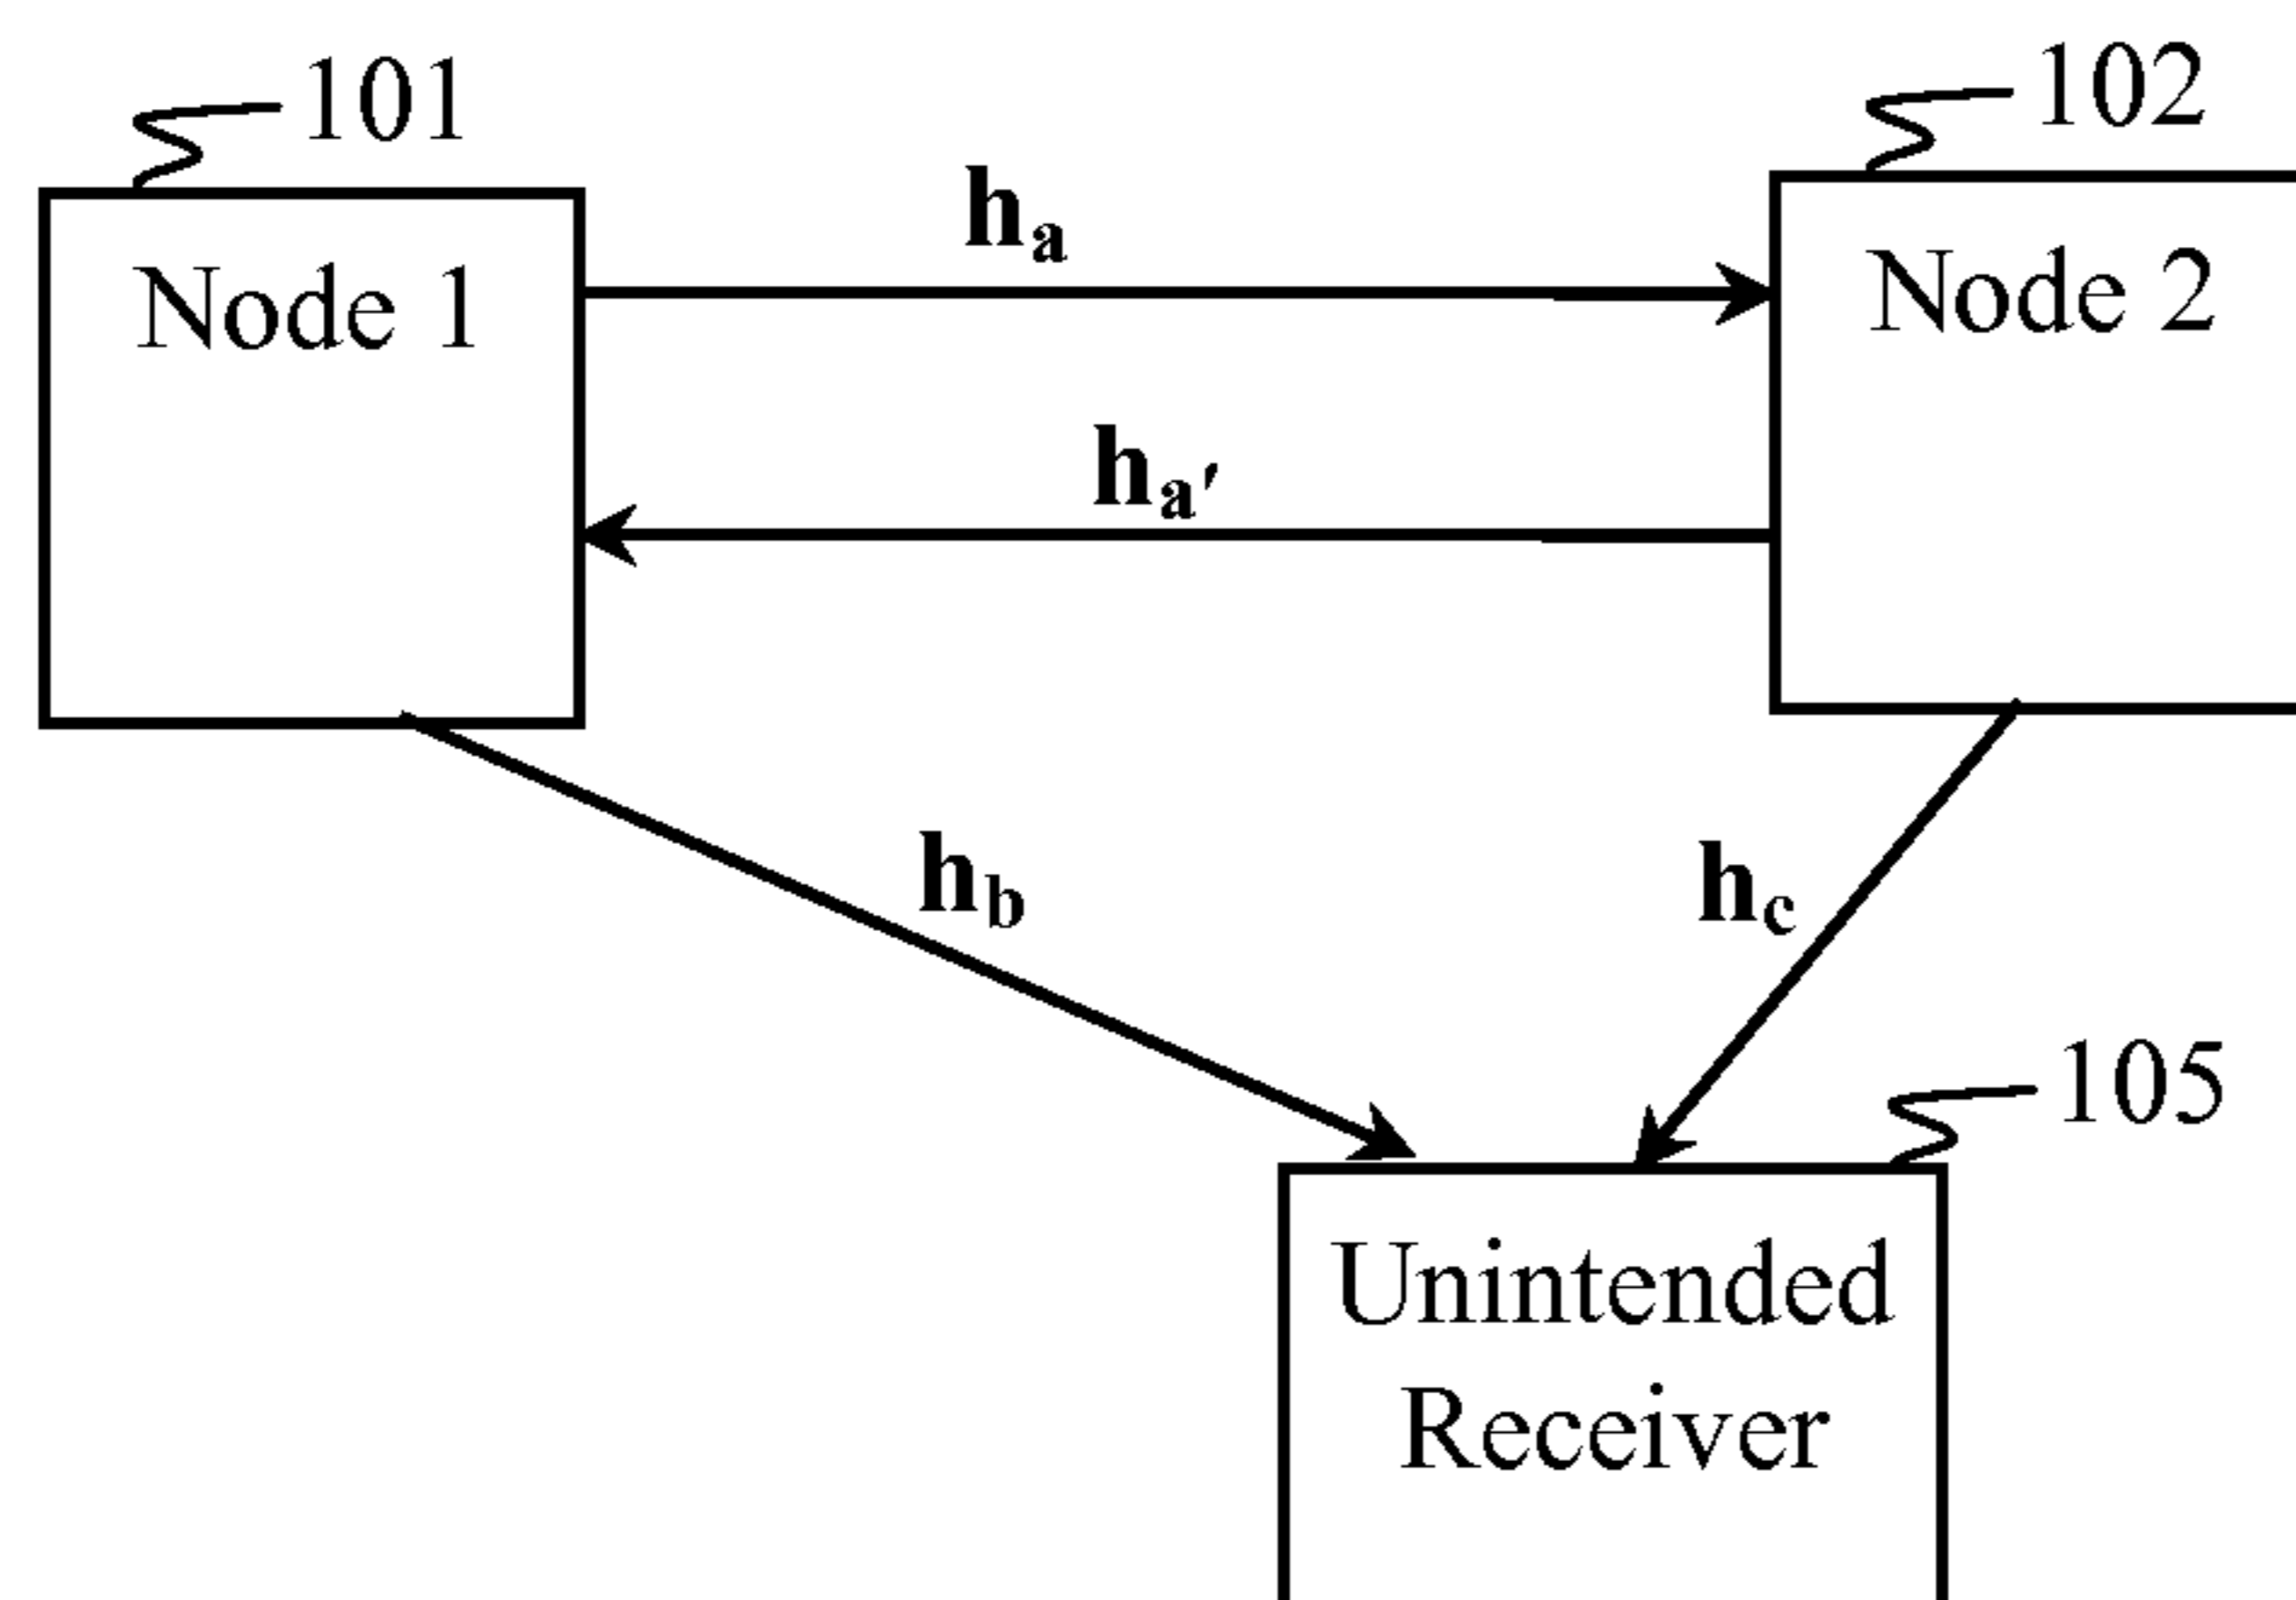 101
102
h_a
Node 1
Node 2
h_a′
h_b
h_c
105
Unintended
Receiver